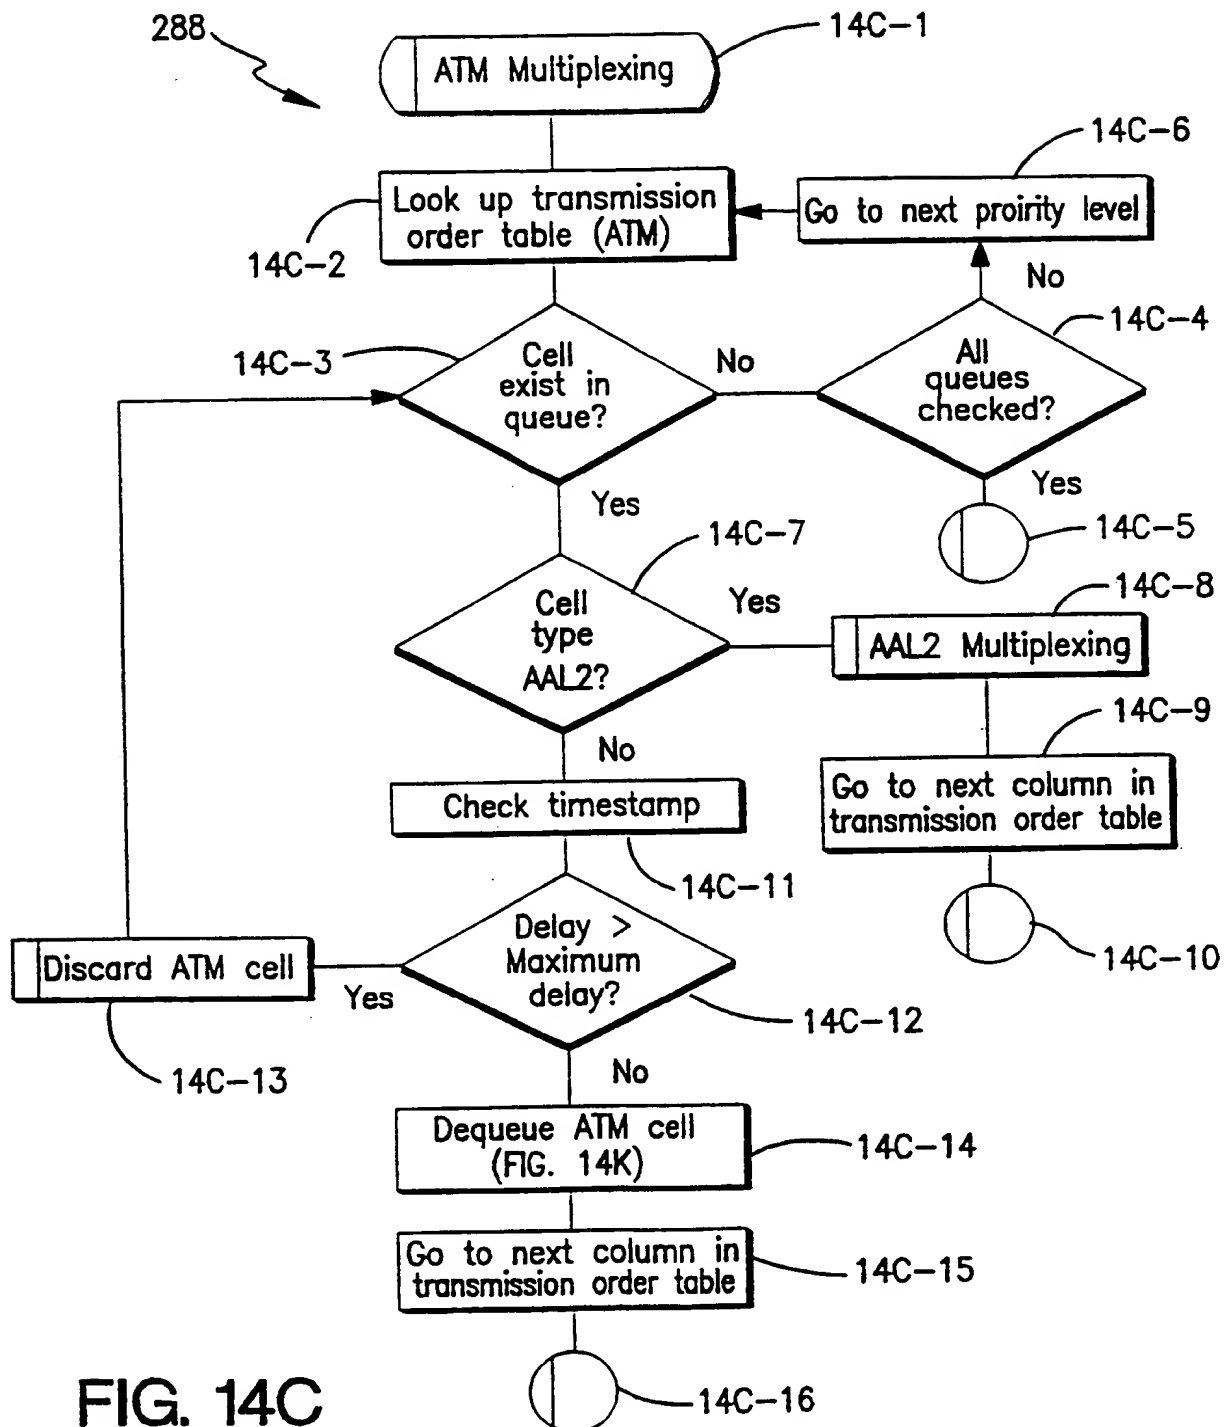 288
14C-1
ATM Multiplexing
14C-6
Look up transmission
order table (ATM)
Go to next proirity level
14C-2
No
14C-4
14C-3
Cell
exist in
queue?
No
All
queues
checked?
Yes
Yes
14C-5
14C-7
14C-8
Cell
type
AAL2?
Yes
AAL2 Multiplexing
14C-9
No
Go to next column in
transmission order table
Check timestamp
14C-11
Delay >
Maximum
delay?
Discard ATM cell
Yes
14C-10
14C-12
14C-13
No
Dequeue ATM cell
(FIG. 14K)
14C-14
Go to next column in
transmission order table
14C-15
14C-16
FIG. 14C